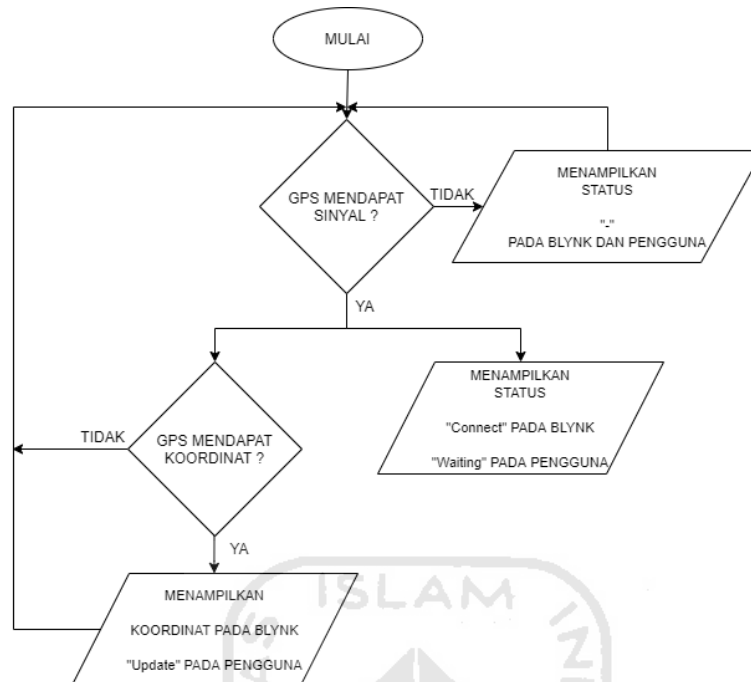 MULAI
GPS MENDAPAT
SINYAL ?
TIDAK
MENAMPILKAN
STATUS
"-"
PADA BLYNK DAN PENGGUNA
YA
MENAMPILKAN
STATUS
"Connect" PADA BLYNK
"Waiting" PADA PENGGUNA
TIDAK
GPS MENDAPAT
KOORDINAT ?
YA
MENAMPILKAN
KOORDINAT PADA BLYNK
"Update" PADA PENGGUNA
ISLAM